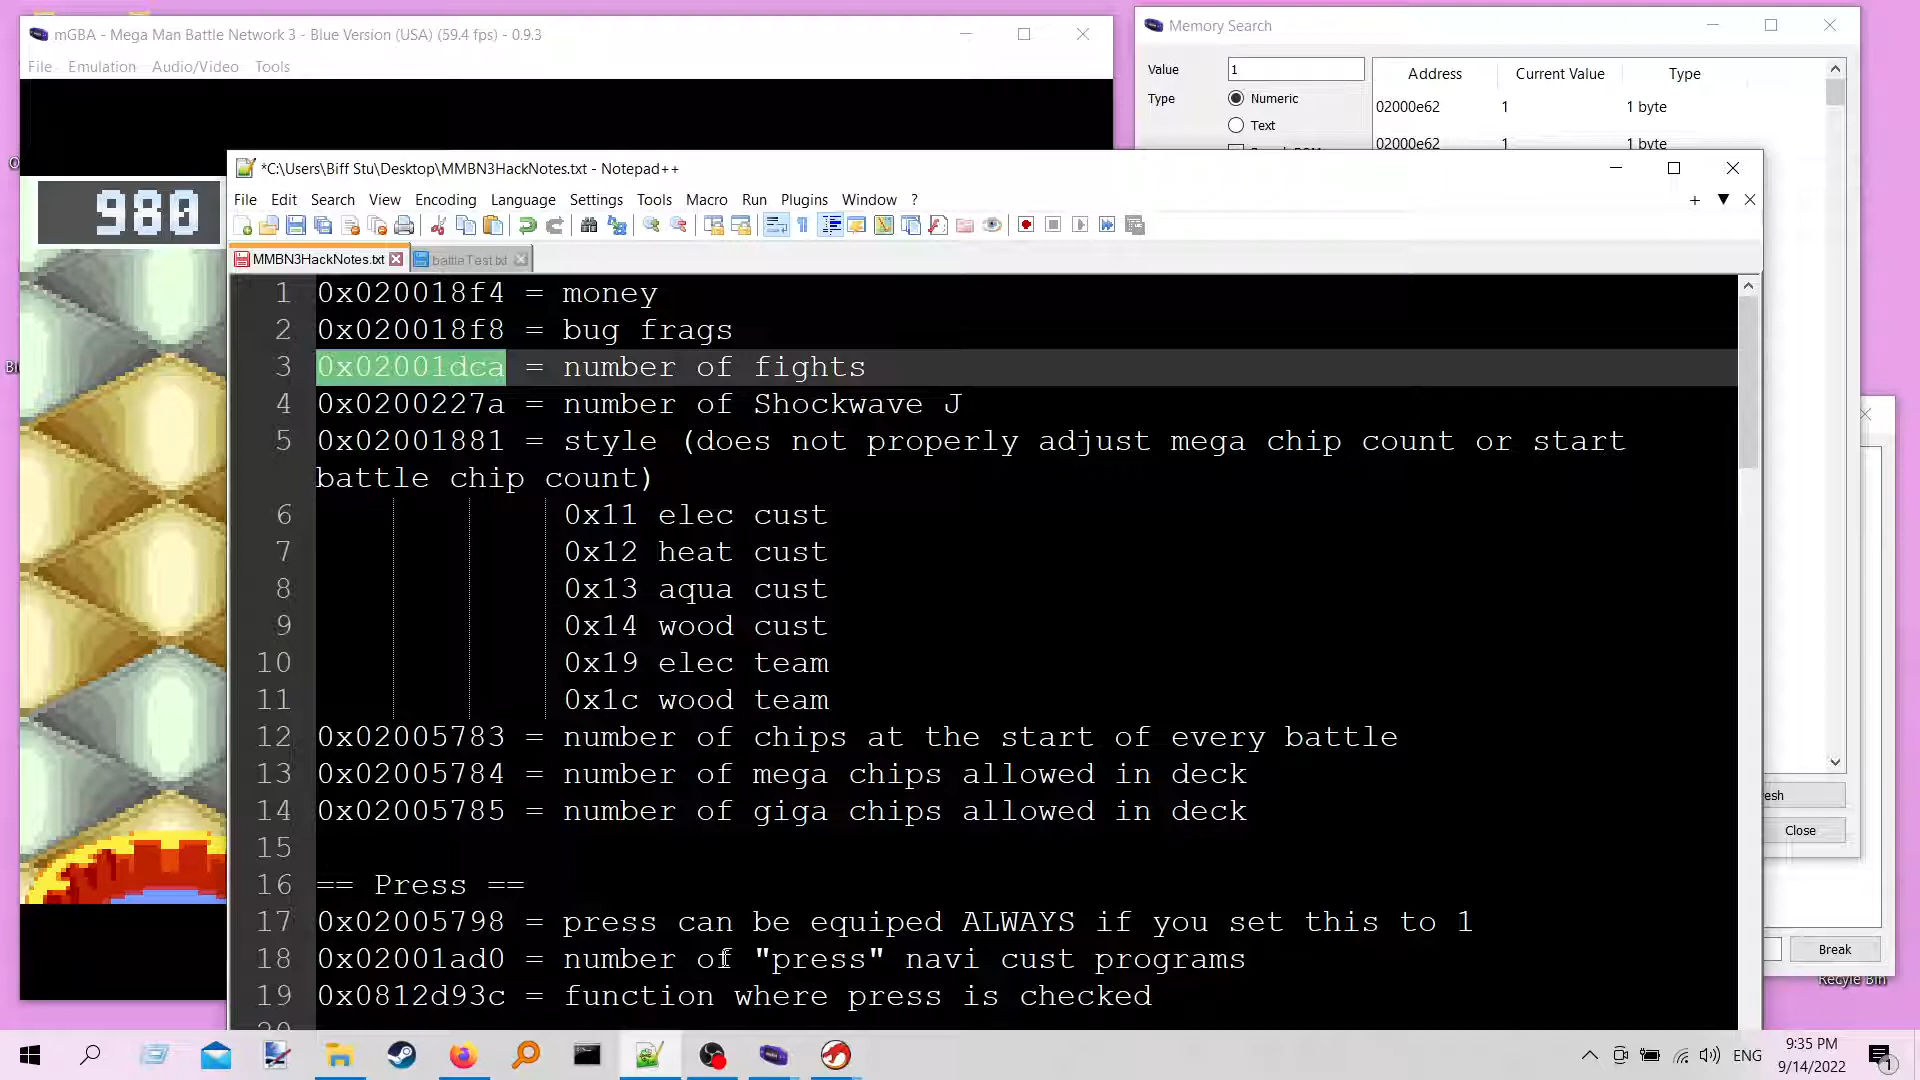 mGBA - Mega Man Battle Network 3 - Blue Version (USA) (59.4 fps) - 0.9.3
File Emulation Audio/Video Tools
Memory Search
Value 1
Type Numeric
Text
Address Current Value Type
02000e62 1 1 byte
02000e62 1 1 byte
980
*C:\Users\Biff Stu\Desktop\MMBN3HackNotes.txt - Notepad++
File Edit Search View Encoding Language Settings Tools Macro Run Plugins Window ?
MMBN3HackNotes.txt battleTest.txt
1 0x020018f4 = money
2 0x020018f8 = bug frags
3 0x02001dca = number of fights
4 0x0200227a = number of Shockwave J
5 0x02001881 = style (does not properly adjust mega chip count or start
battle chip count)
6 0x11 elec cust
7 0x12 heat cust
8 0x13 aqua cust
9 0x14 wood cust
10 0x19 elec team
11 0x1c wood team
12 0x02005783 = number of chips at the start of every battle
13 0x02005784 = number of mega chips allowed in deck
14 0x02005785 = number of giga chips allowed in deck
15
16 == Press ==
17 0x02005798 = press can be equiped ALWAYS if you set this to 1
18 0x02001ad0 = number of "press" navi cust programs
19 0x0812d93c = function where press is checked
20
esh
Close
Break
Recycle Bin
ENG
9:35 PM
9/14/2022
1